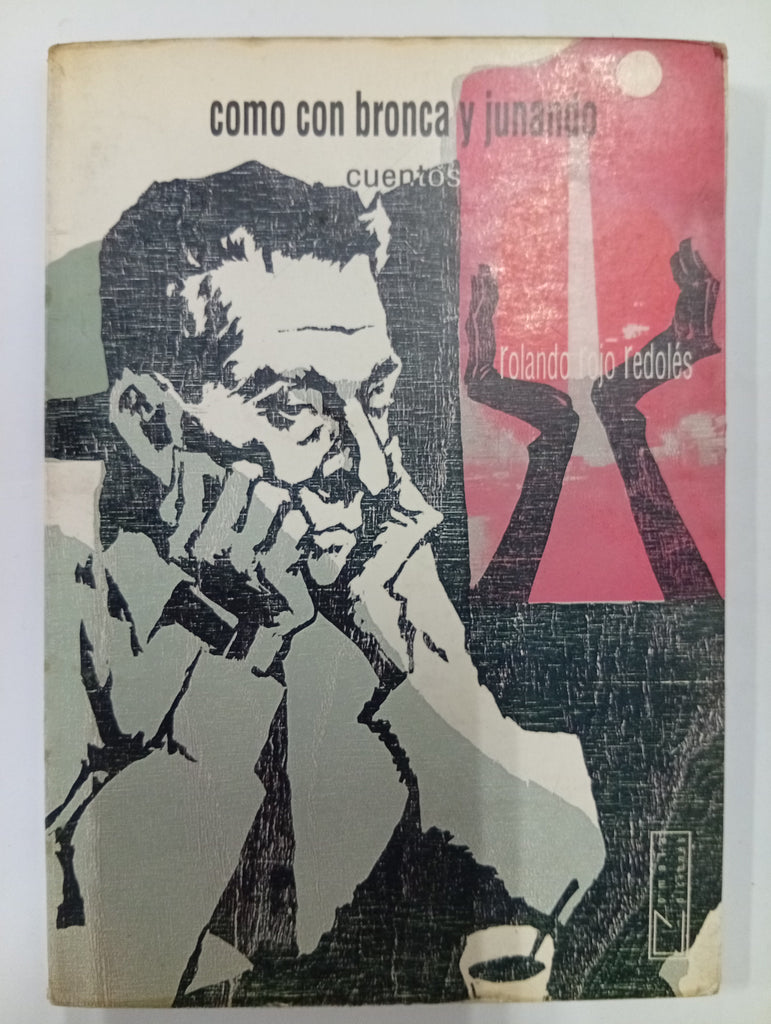 como con bronca y junando
cuentos
rolando rojo redolés